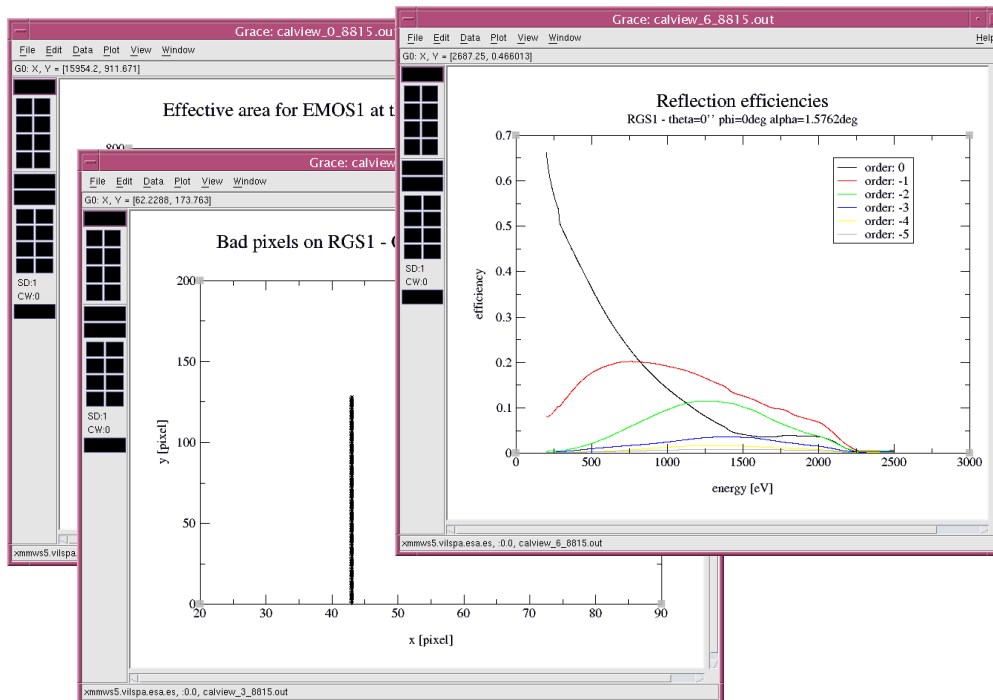 Grace: calview_0_8815.ou
File Edit Data Plot View Window
G0: X, Y = [15954.2, 911.671]
Effective area for EMOS1 at t
800
SD:1
CW:0
xmmws5.vilspa
Grace: calview
File Edit Data Plot View Window
G0: X, Y = [62.2288, 173.763]
Bad pixels on RGS1 -
200
150
100
50
0
y [pixel]
20 30 40 50 60 70 80 90
x [pixel]
SD:1
CW:0
xmmws5.vilspa.esa.es, :0.0, calview_3_8815.out
Grace: calview_6_8815.out
File Edit Data Plot View Window Help
G0: X, Y = [2687.25, 0.466013]
Reflection efficiencies
RGS1 - theta=0'' phi=0deg alpha=1.5762deg
0.7
0.6
0.5
0.4
0.3
0.2
0.1
0
efficiency
order: 0
order: -1
order: -2
order: -3
order: -4
order: -5
0 500 1000 1500 2000 2500 3000
energy [eV]
SD:1
CW:0
xmmws5.vilspa.esa.es, :0.0, calview_6_8815.out